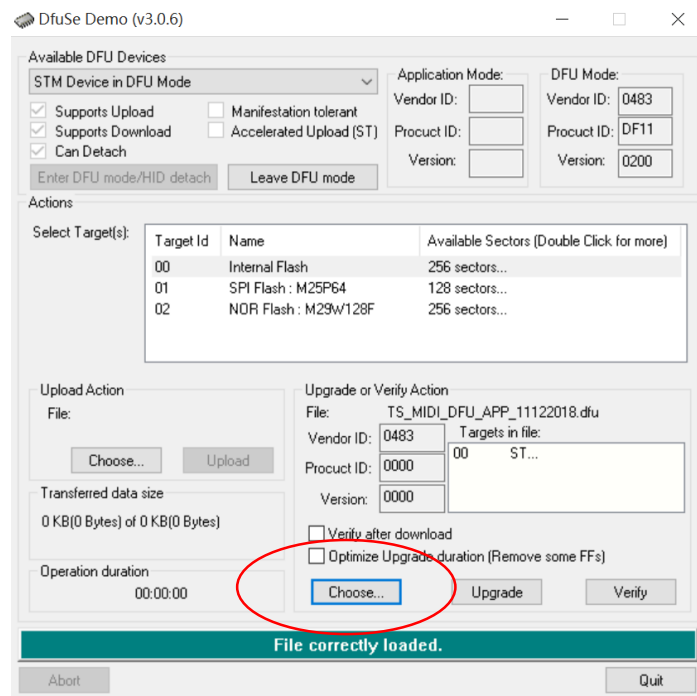 DfuSe Demo (v3.0.6)
Available DFU Devices
STM Device in DFU Mode
Supports Upload
Manifestation tolerant
Supports Download
Accelerated Upload (ST)
Can Detach
Enter DFU mode/HID detach
Leave DFU mode
Application Mode:
Vendor ID:
Procuct ID:
Version:
DFU Mode:
Vendor ID: 0483
Procuct ID: DF11
Version: 0200
Actions
Select Target(s):
Target Id Name Available Sectors (Double Click for more)
00 Internal Flash 256 sectors...
01 SPI Flash : M25P64 128 sectors...
02 NOR Flash : M29W128F 256 sectors...
Upload Action
File:
Choose...
Upload
Transferred data size
0 KB(0 Bytes) of 0 KB(0 Bytes)
Operation duration
00:00:00
Upgrade or Verify Action
File: TS_MIDI_DFU_APP_11122018.dfu
Vendor ID: 0483
Procuct ID: 0000
Version: 0000
Targets in file:
00 ST...
Verify after download
Optimize Upgrade duration (Remove some FFs)
Choose...
Upgrade
Verify
File correctly loaded.
Abort
Quit